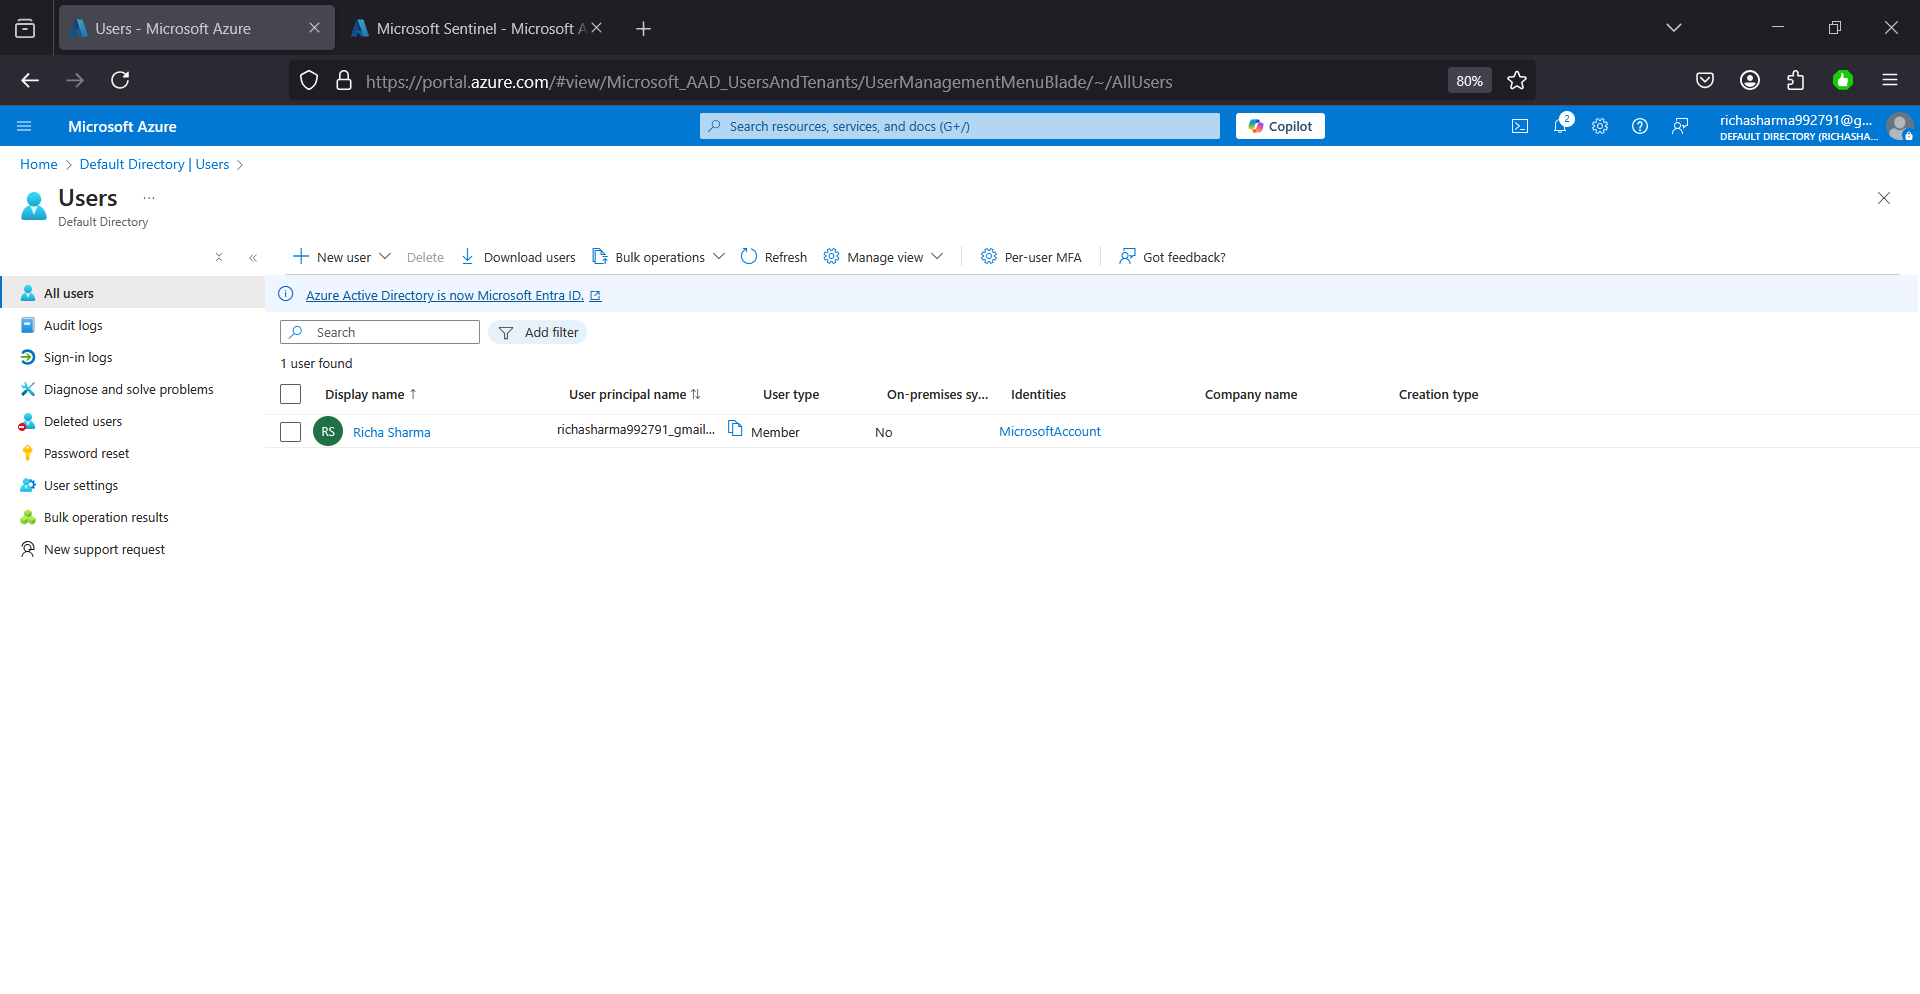 Users - Microsoft Azure
Microsoft Sentinel - Microsoft A
https://portal.azure.com/#view/Microsoft_AAD_UsersAndTenants/UserManagementMenuBlade/~/AllUsers
80%
Microsoft Azure
Search resources, services, and docs (G+/)
Copilot
2
richasharma992791@g...
DEFAULT DIRECTORY (RICHASHA...
Home > Default Directory | Users >
Users ...
Default Directory
New user
Delete
Download users
Bulk operations
Refresh
Manage view
Per-user MFA
Got feedback?
All users
Audit logs
Sign-in logs
Diagnose and solve problems
Deleted users
Password reset
User settings
Bulk operation results
New support request
Azure Active Directory is now Microsoft Entra ID.
Search
Add filter
1 user found
Display name ↑ User principal name ↑↓ User type On-premises sy... Identities Company name Creation type
RS Richa Sharma richasharma992791_gmail... Member No MicrosoftAccount